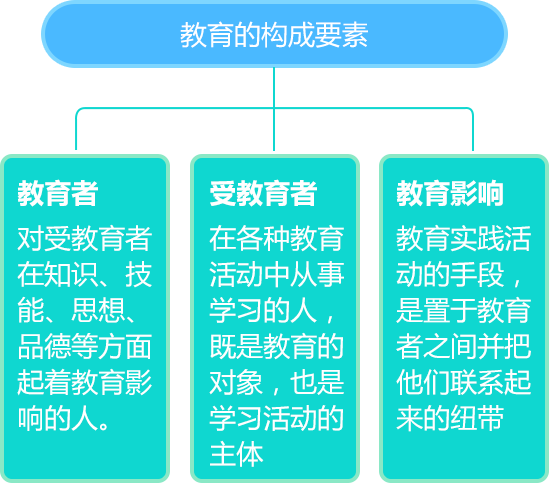 教育的构成要素
教育者
对受教育者
在知识、技
能、思想、
品德等方面
起着教育影
响的人。
受教育者
在各种教育
活动中从事
学习的人，
既是教育的
对象，也是
学习活动的
主体
教育影响
教育实践活
动的手段，
是置于教育
者之间并把
他们联系起
来的纽带